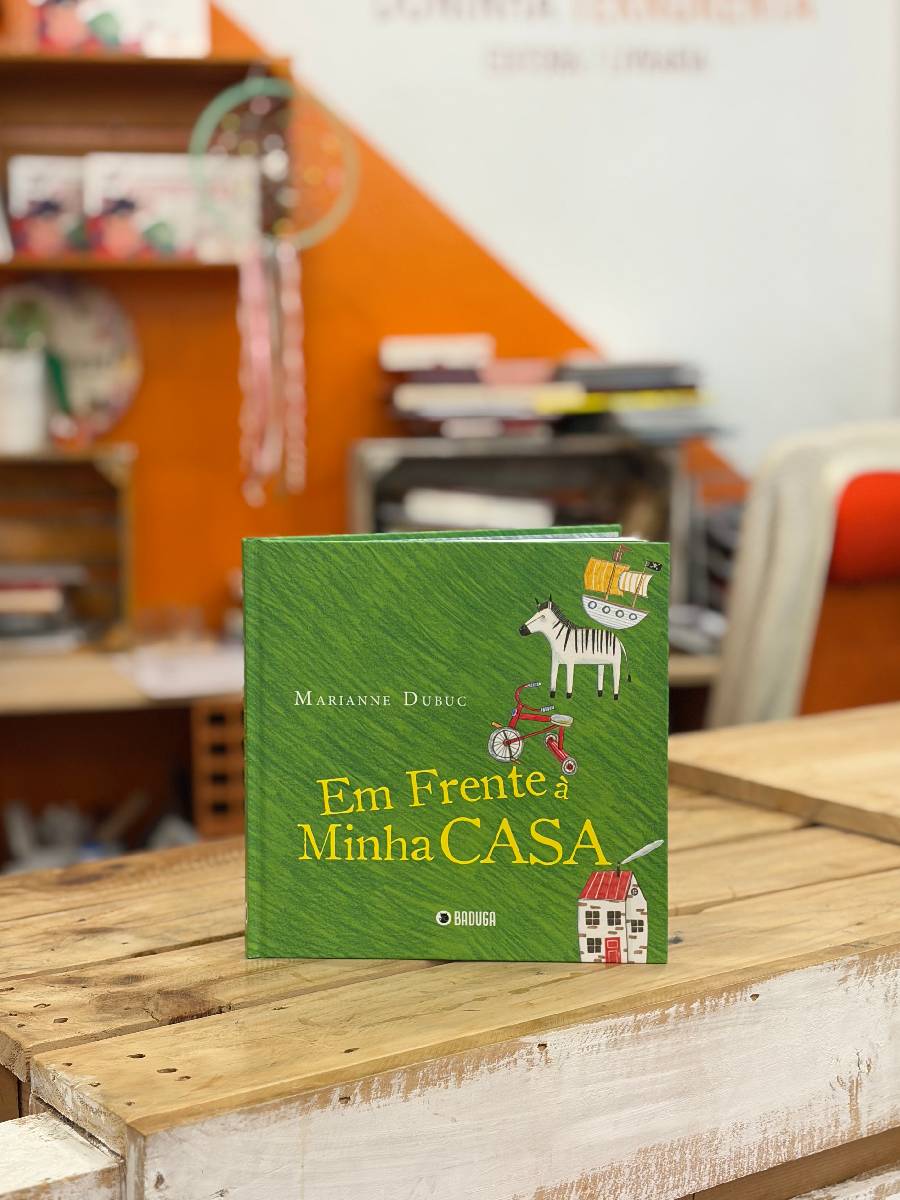 MARIANNE DUBUC
Em Frente à
Minha CASA
BADUGA